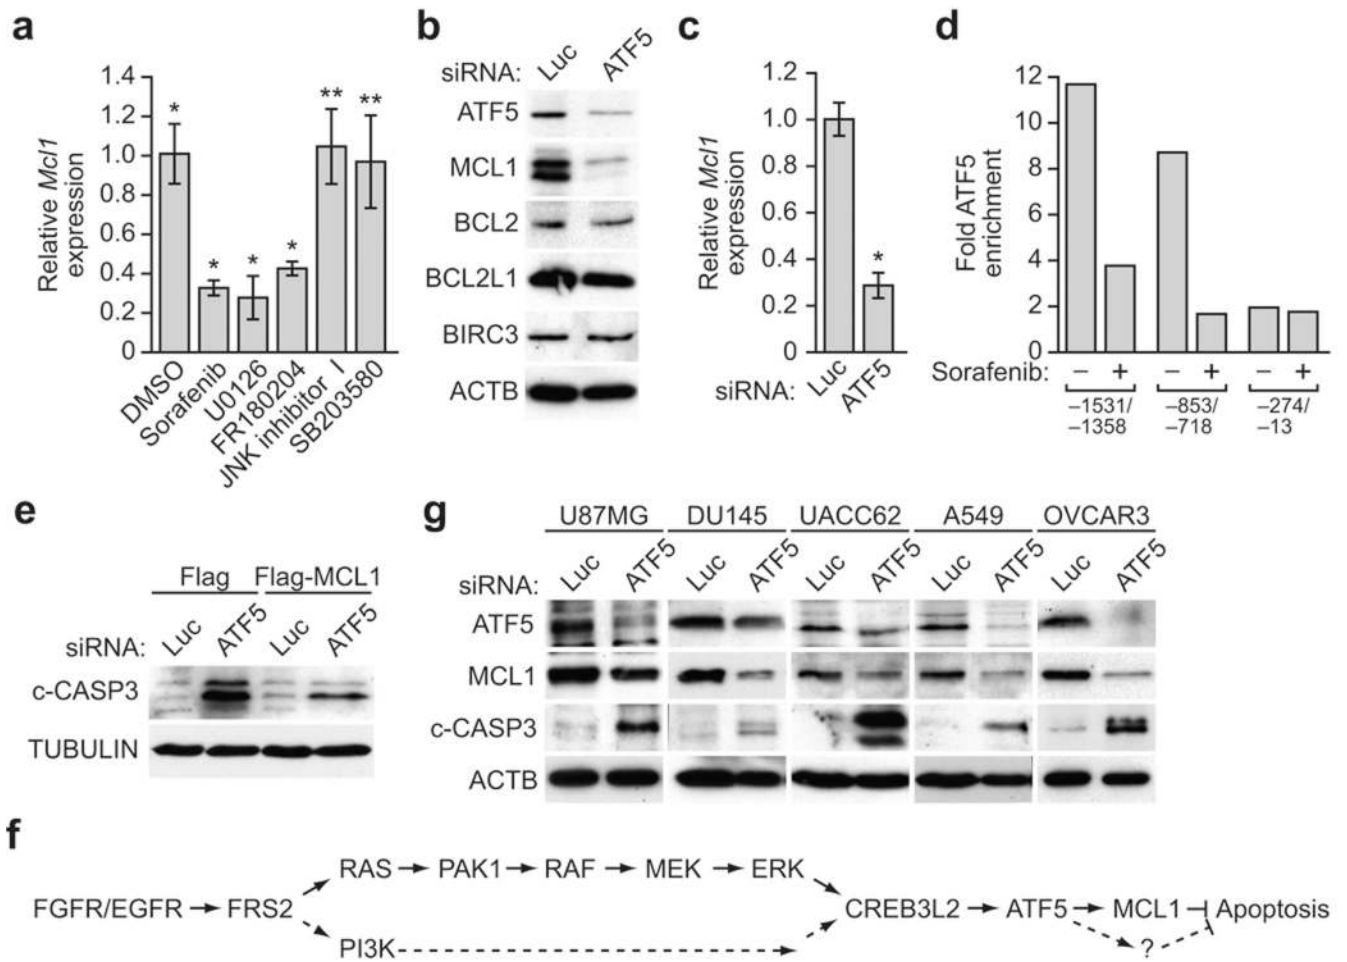 a
Relative Mcl1
expression
1.4
1.2
1.0
0.8
0.6
0.4
0.2
0
*
*
*
*
**
**
DMSO
Sorafenib
U0126
FR180204
JNK inhibitor I
SB203580
b
siRNA: Luc ATF5
ATF5
MCL1
BCL2
BCL2L1
BIRC3
ACTB
c
Relative Mcl1
expression
1.2
1.0
0.8
0.6
0.4
0.2
0
*
siRNA: Luc ATF5
d
Fold ATF5
enrichment
12
10
8
6
4
2
0
Sorafenib: – + – + – +
–1531/
–1358
–853/
–718
–274/
–13
e
Flag Flag-MCL1
siRNA: Luc ATF5 Luc ATF5
c-CASP3
TUBULIN
g
U87MG DU145 UACC62 A549 OVCAR3
siRNA: Luc ATF5 Luc ATF5 Luc ATF5 Luc ATF5 Luc ATF5
ATF5
MCL1
c-CASP3
ACTB
f
RAS → PAK1 → RAF → MEK → ERK
FGFR/EGFR → FRS2
CREB3L2 → ATF5 → MCL1 ⊣ Apoptosis
PI3K
?